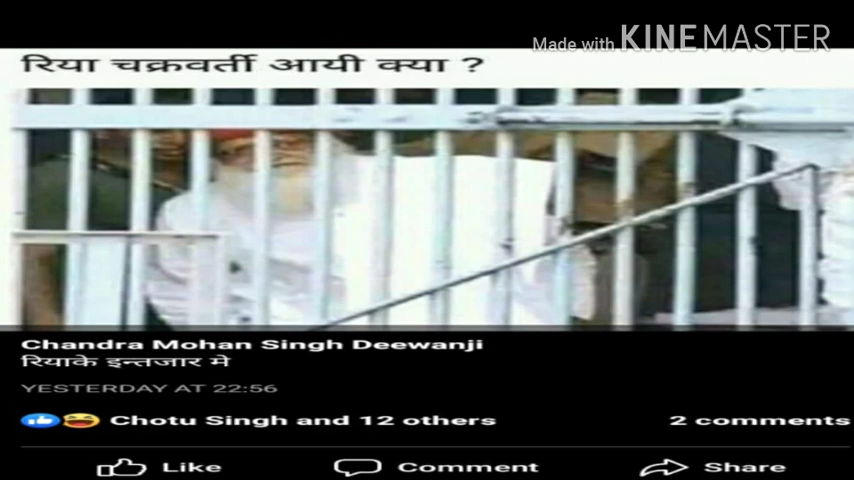 Made with KINEMASTER
रिया चक्रवर्ती आयी क्या ?
Chandra Mohan Singh Deewanji
रियाके इन्तजार मे
YESTERDAY AT 22:56
Chotu Singh and 12 others 2 comments
Like Comment Share